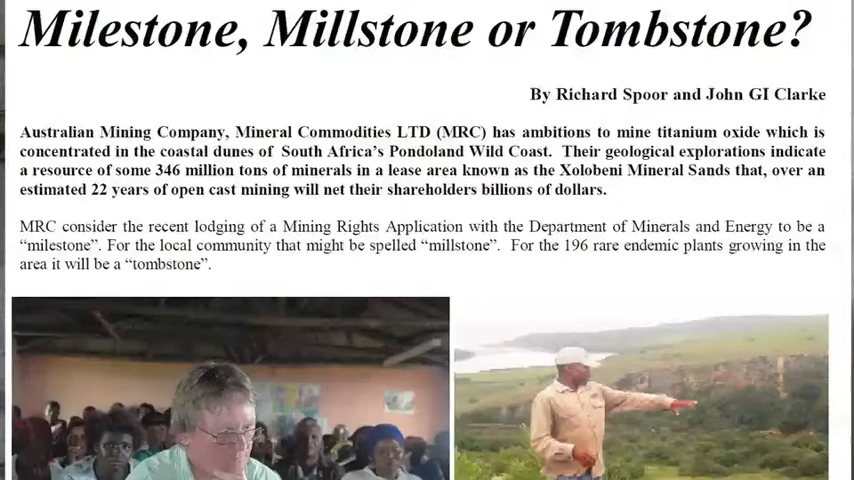 Milestone, Millstone or Tombstone?
By Richard Spoor and John GI Clarke
Australian Mining Company, Mineral Commodities LTD (MRC) has ambitions to mine titanium oxide which is
concentrated in the coastal dunes of South Africa's Pondoland Wild Coast. Their geological explorations indicate
a resource of some 346 million tons of minerals in a lease area known as the Xolobeni Mineral Sands that, over an
estimated 22 years of open cast mining will net their shareholders billions of dollars.
MRC consider the recent lodging of a Mining Rights Application with the Department of Minerals and Energy to be a
“milestone”. For the local community that might be spelled “millstone”. For the 196 rare endemic plants growing in the
area it will be a “tombstone”.